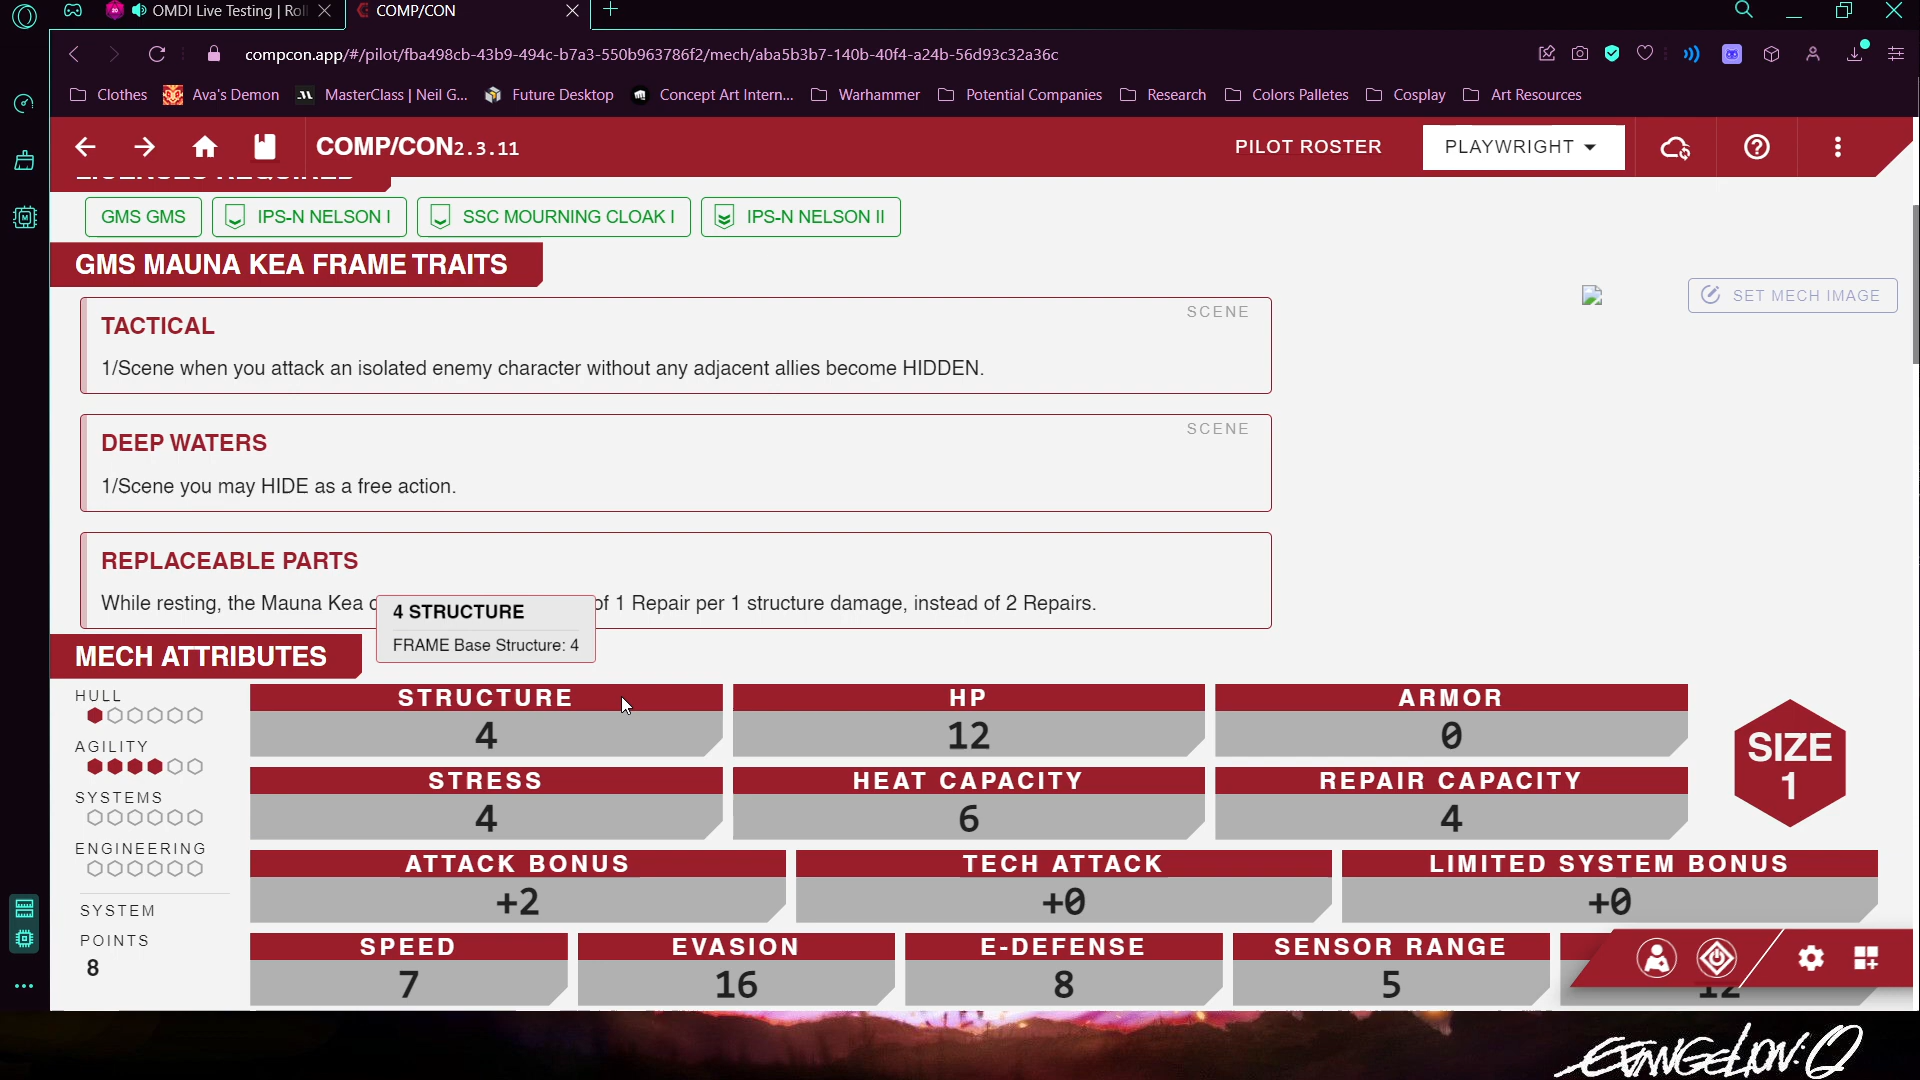 OMDI Live Testing | Rol
COMP/CON
compcon.app/#/pilot/fba498cb-43b9-494c-b7a3-550b963786f2/mech/aba5b3b7-140b-40f4-a24b-56d93c32a36c
Clothes
Ava's Demon
MasterClass | Neil G...
Future Desktop
Concept Art Intern...
Warhammer
Potential Companies
Research
Colors Palletes
Cosplay
Art Resources
COMP/CON2.3.11
PILOT ROSTER
PLAYWRIGHT
LICENSES REQUIRED
GMS GMS
IPS-N NELSON I
SSC MOURNING CLOAK I
IPS-N NELSON II
GMS MAUNA KEA FRAME TRAITS
SET MECH IMAGE
TACTICAL
SCENE
1/Scene when you attack an isolated enemy character without any adjacent allies become HIDDEN.
DEEP WATERS
SCENE
1/Scene you may HIDE as a free action.
REPLACEABLE PARTS
While resting, the Mauna Kea c
of 1 Repair per 1 structure damage, instead of 2 Repairs.
4 STRUCTURE
FRAME Base Structure: 4
MECH ATTRIBUTES
HULL
AGILITY
SYSTEMS
ENGINEERING
SYSTEM
POINTS
8
STRUCTURE
4
HP
12
ARMOR
0
SIZE
1
STRESS
4
HEAT CAPACITY
6
REPAIR CAPACITY
4
ATTACK BONUS
+2
TECH ATTACK
+0
LIMITED SYSTEM BONUS
+0
SPEED
7
EVASION
16
E-DEFENSE
8
SENSOR RANGE
5
12
EVANGELION:Q